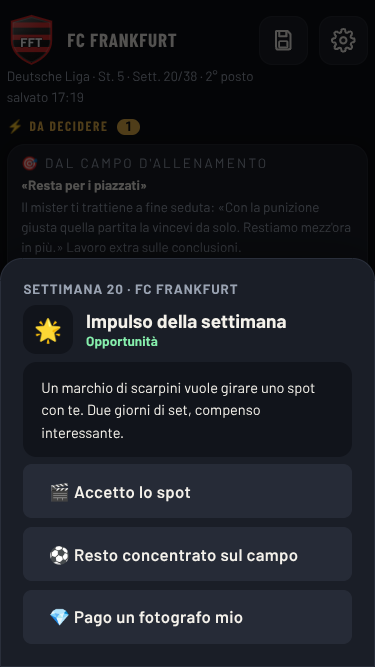 FFT
FC FRANKFURT
Deutsche Liga · St. 5 · Sett. 20/38 · 2° posto
salvato 17:19
⚡ DA DECIDERE 1
🎯 DAL CAMPO D'ALLENAMENTO
«Resta per i piazzati»
Il mister ti trattiene a fine seduta: «Con la punizione
giusta quella partita la vincevi da solo. Restiamo mezz'ora
in più.» Lavoro extra sulle conclusioni.
SETTIMANA 20 · FC FRANKFURT
🌟 Impulso della settimana
Opportunità
Un marchio di scarpini vuole girare uno spot
con te. Due giorni di set, compenso
interessante.
🎬 Accetto lo spot
⚽ Resto concentrato sul campo
💎 Pago un fotografo mio